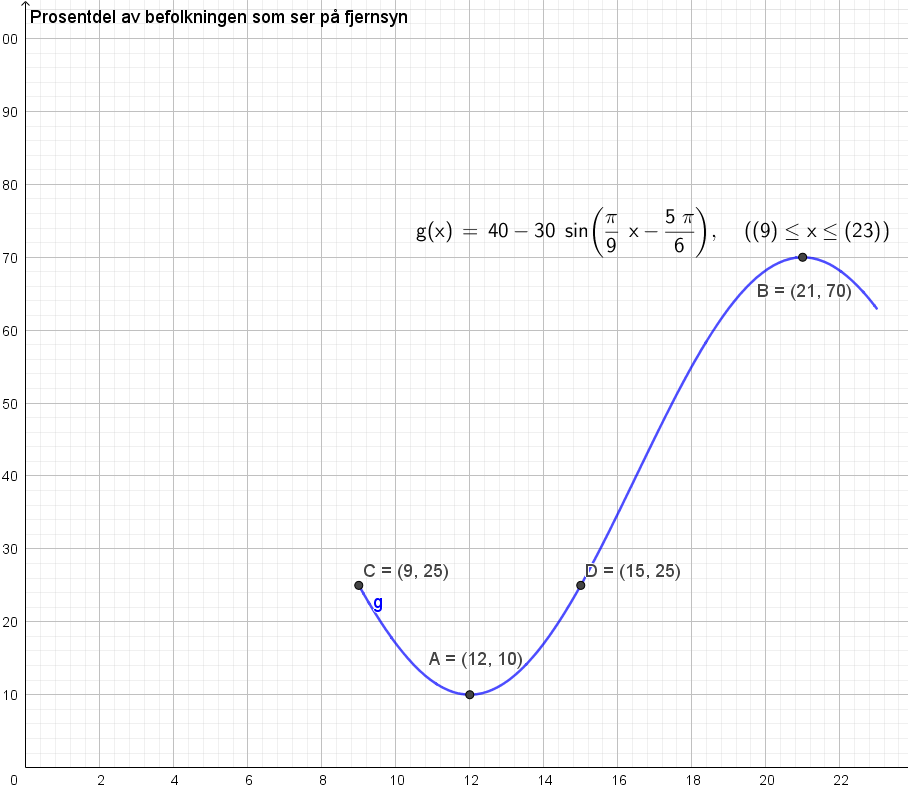 Prosentdel av befolkningen som ser på fjernsyn
00
90
80
g(x) = 40 − 30 sin(π/9 x − 5 π/6), ((9) ≤ x ≤ (23))
70
B = (21, 70)
60
50
40
30
C = (9, 25) D = (15, 25)
g
20
A = (12, 10)
10
0 2 4 6 8 10 12 14 16 18 20 22